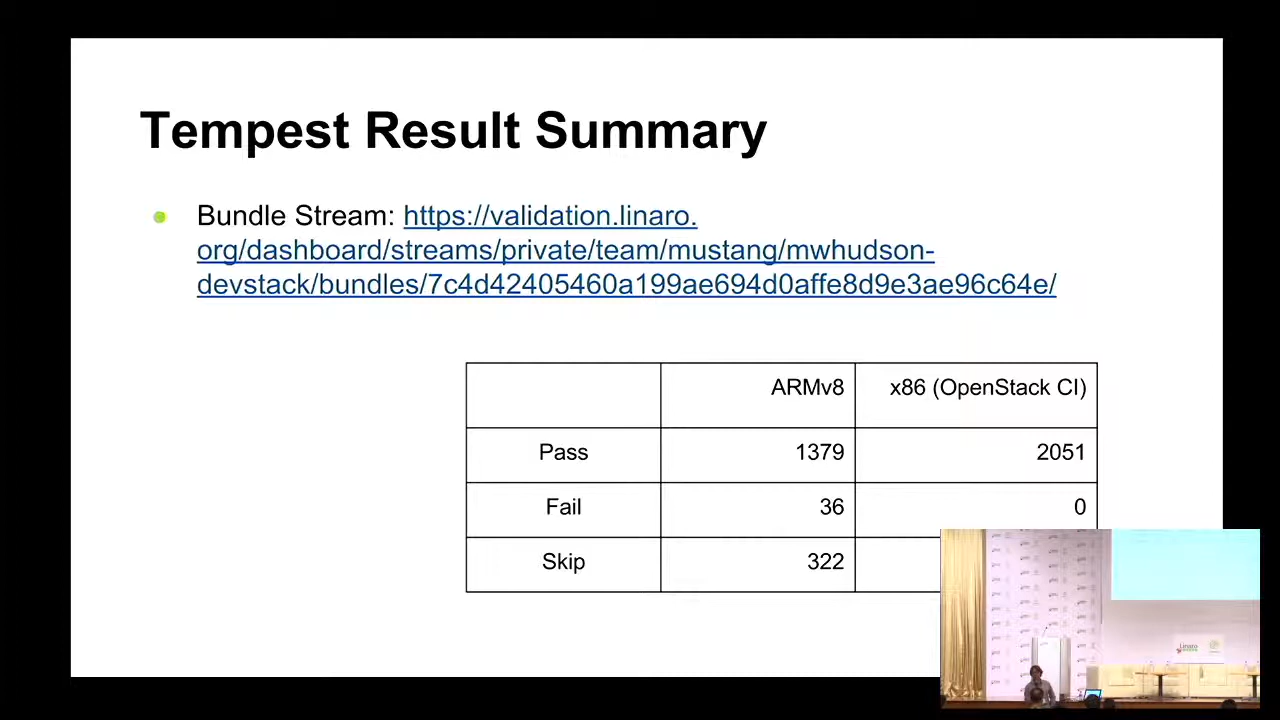 Tempest Result Summary
Bundle Stream: https://validation.linaro.
org/dashboard/streams/private/team/mustang/mwhudson-
devstack/bundles/7c4d42405460a199ae694d0affe8d9e3ae96c64e/
ARMv8 x86 (OpenStack CI)
Pass 1379 2051
Fail 36 0
Skip 322
Linaro